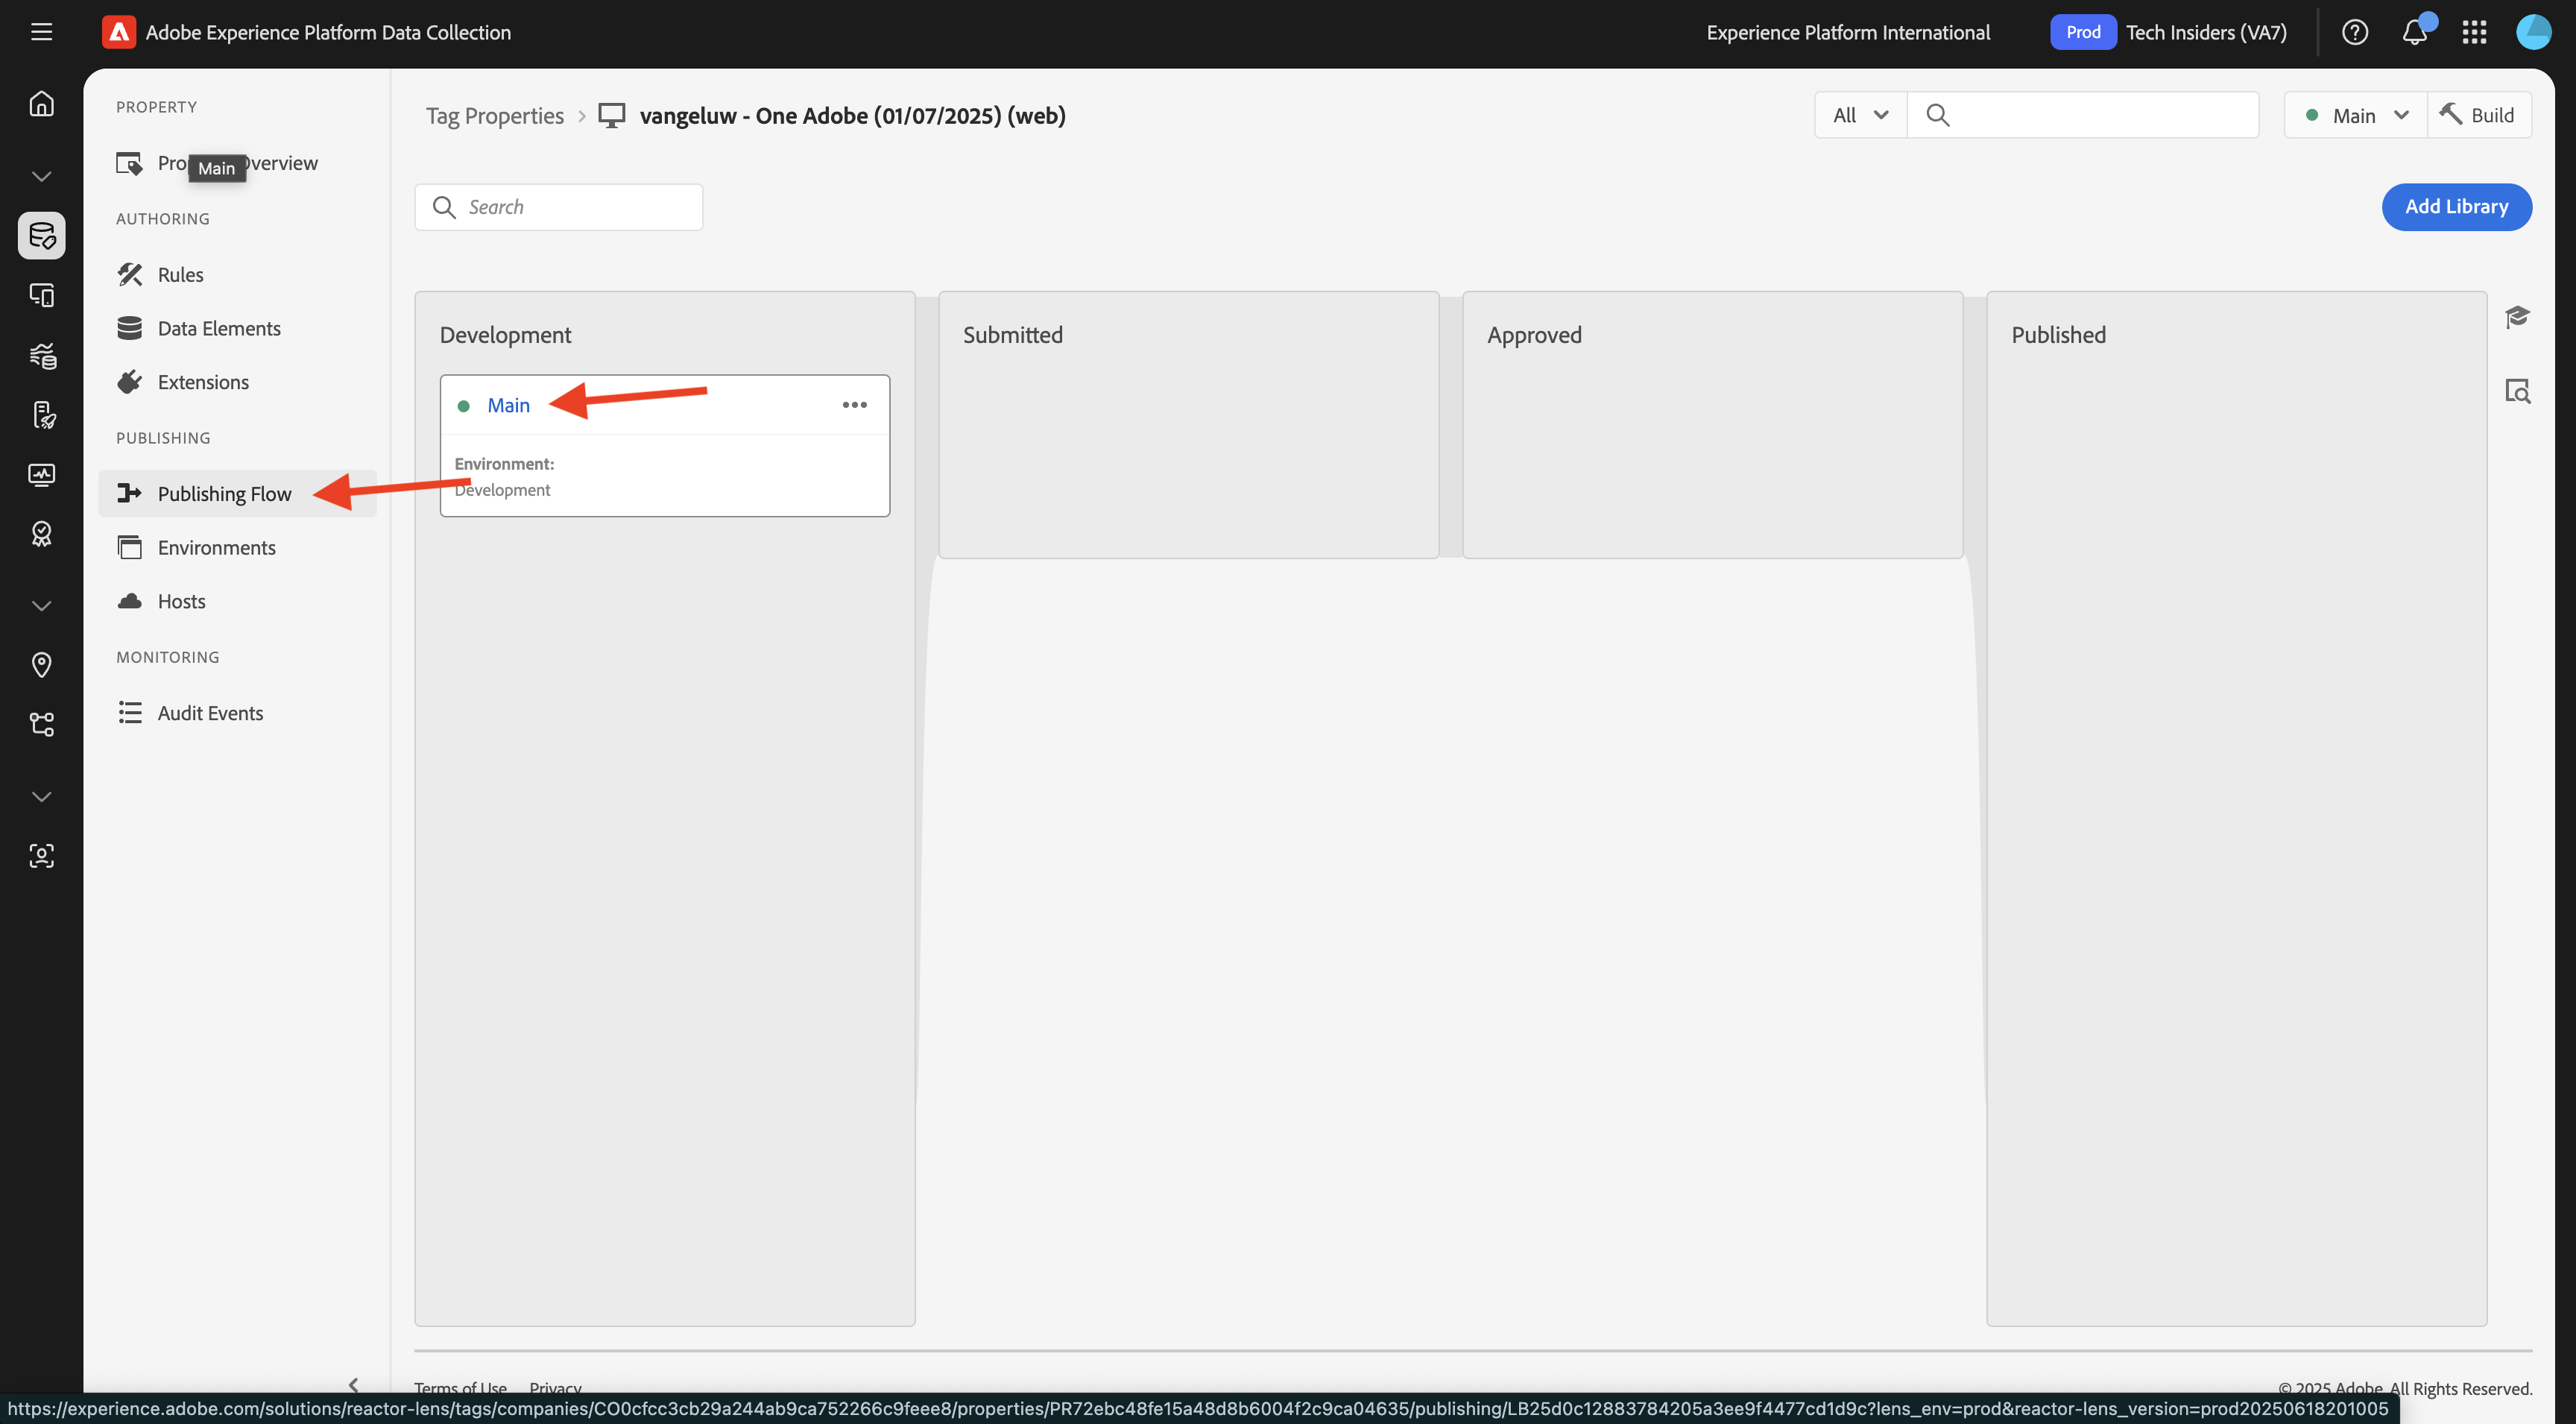 Adobe Experience Platform Data Collection
Experience Platform International
Prod
Tech Insiders (VA7)
PROPERTY
Pro
Main
verview
AUTHORING
Rules
Data Elements
Extensions
PUBLISHING
Publishing Flow
Environments
Hosts
MONITORING
Audit Events
Tag Properties > vangeluw - One Adobe (01/07/2025) (web)
All
Main
Build
Search
Add Library
Development
Main
Environment:
Development
Submitted
Approved
Published
Terms of Use
Privacy
© 2025 Adobe. All Rights Reserved.
https://experience.adobe.com/solutions/reactor-lens/tags/companies/CO0cfcc3cb29a244ab9ca752266c9feee8/properties/PR72ebc48fe15a48d8b6004f2c9ca04635/publishing/LB25d0c12883784205a3ee9f4477cd1d9c?lens_env=prod&reactor-lens_version=prod20250618201005